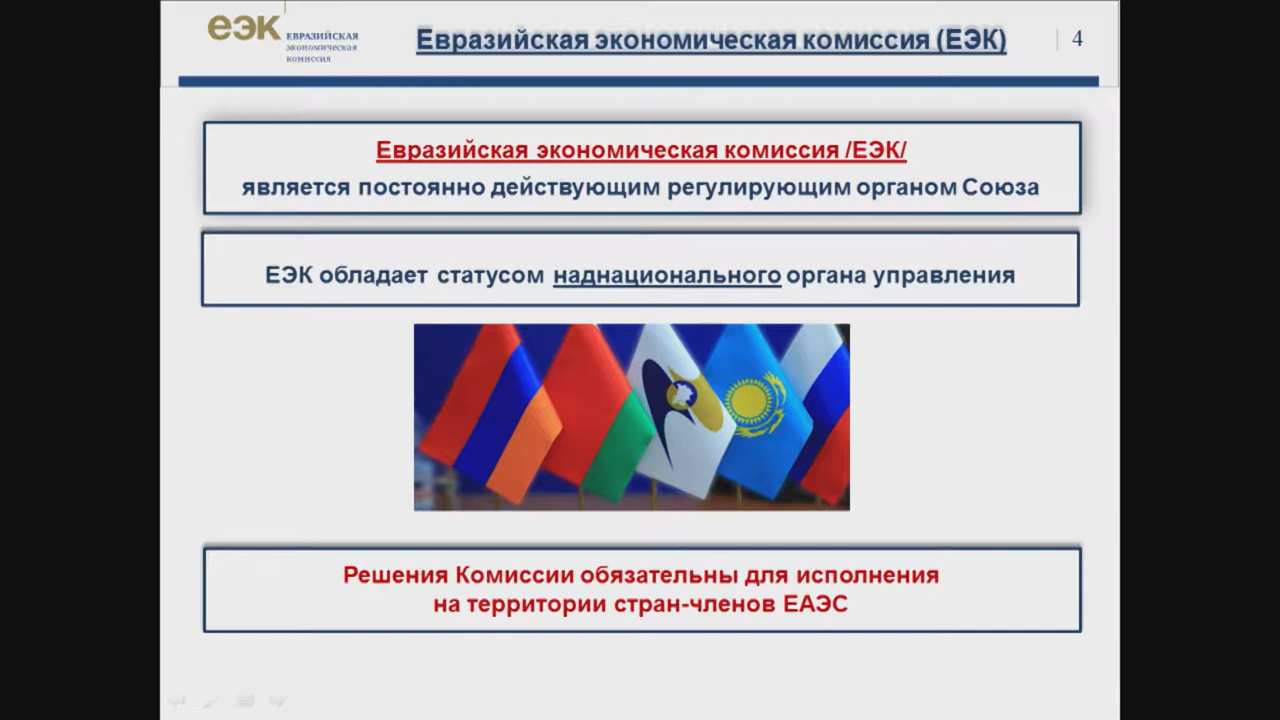 еэк
ЕВРАЗИЙСКАЯ
экономическая
комиссия
Евразийская экономическая комиссия (ЕЭК)
4
Евразийская экономическая комиссия /ЕЭК/
является постоянно действующим регулирующим органом Союза
ЕЭК обладает статусом наднационального органа управления
Решения Комиссии обязательны для исполнения
на территории стран-членов ЕАЭС